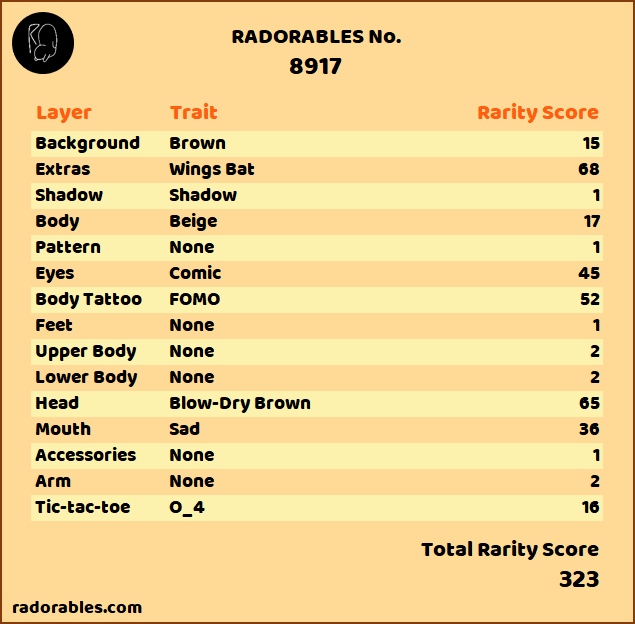 RADORABLES No.
8917
Layer Trait Rarity Score
Background Brown 15
Extras Wings Bat 68
Shadow Shadow 1
Body Beige 17
Pattern None 1
Eyes Comic 45
Body Tattoo FOMO 52
Feet None 1
Upper Body None 2
Lower Body None 2
Head Blow-Dry Brown 65
Mouth Sad 36
Accessories None 1
Arm None 2
Tic-tac-toe O_4 16
Total Rarity Score
323
radorables.com